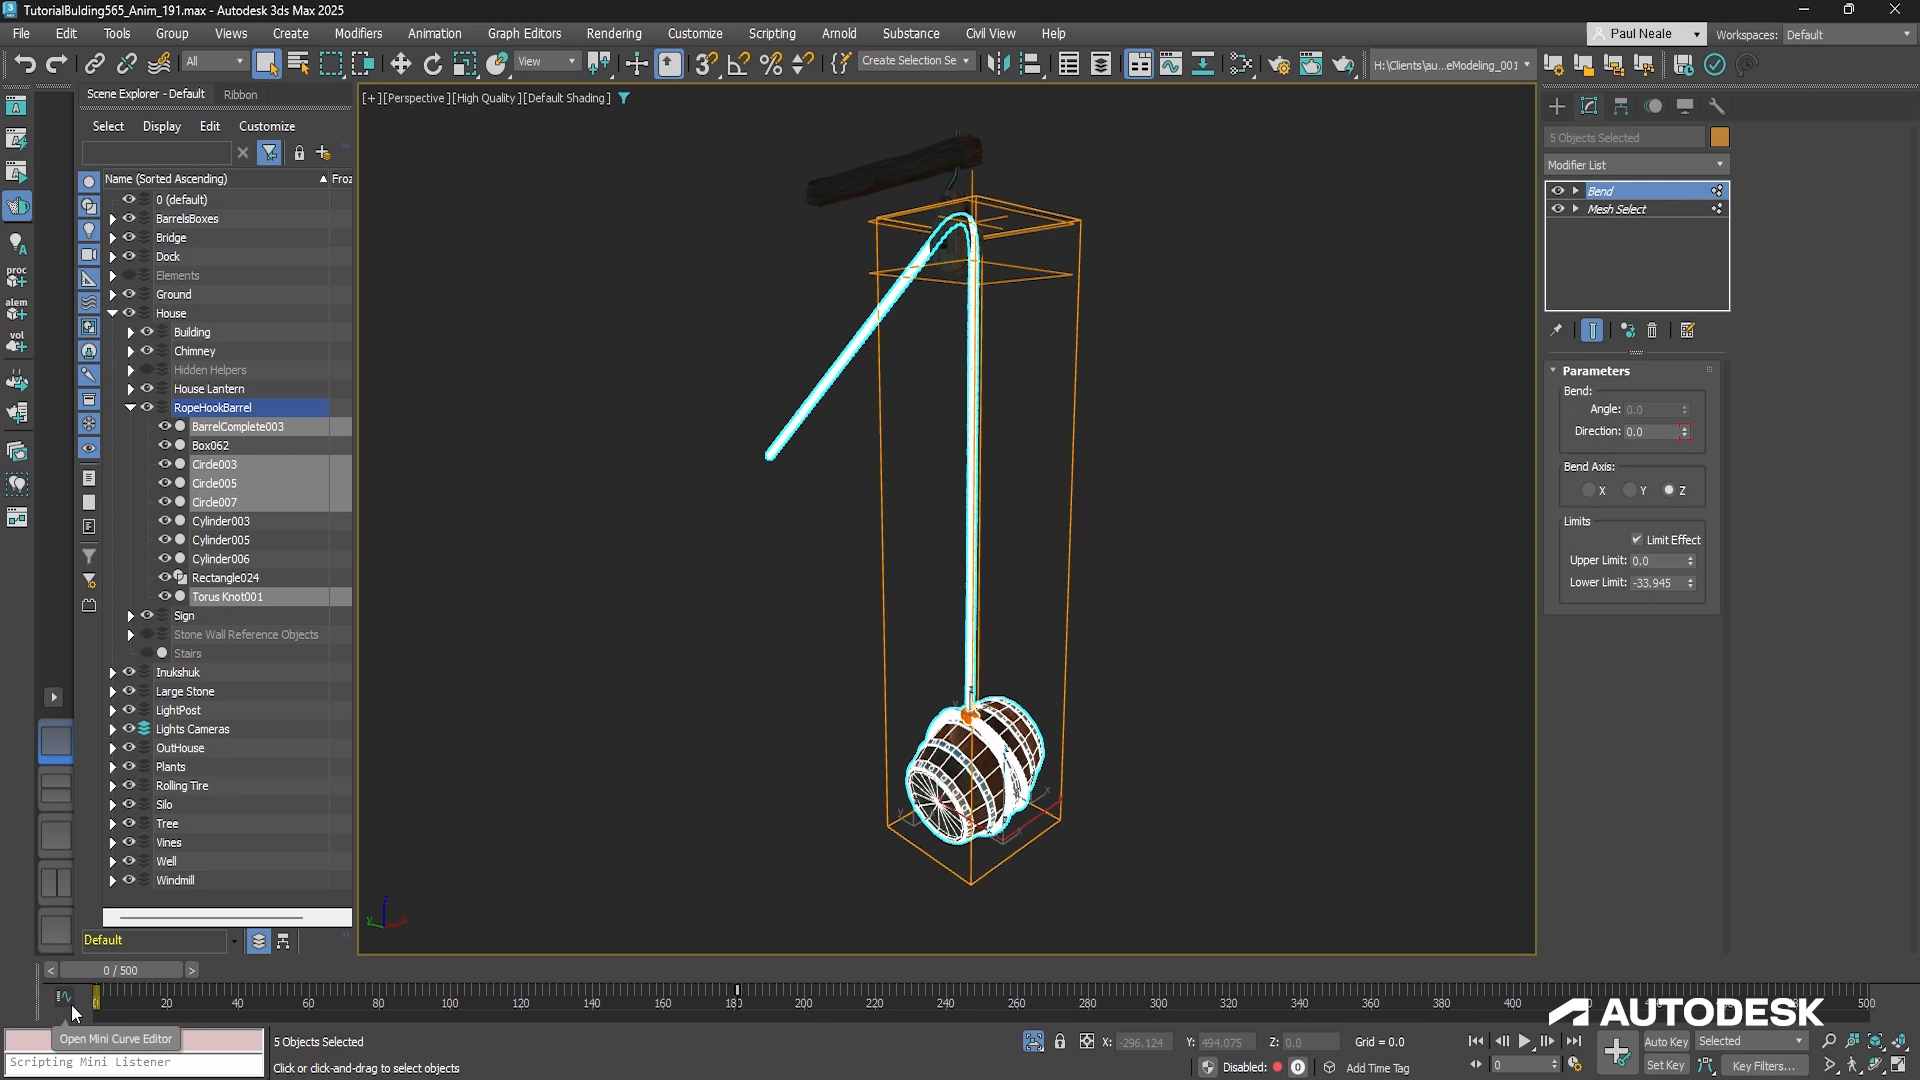 TutorialBulding565_Anim_191.max - Autodesk 3ds Max 2025
File Edit Tools Group Views Create Modifiers Animation Graph Editors Rendering Customize Scripting Arnold Substance Civil View Help
Paul Neale Workspaces: Default
All View Create Selection Se H:\Clients\au...eModeling_001
Scene Explorer - Default Ribbon
[+][Perspective][High Quality][Default Shading]
Select Display Edit Customize
Name (Sorted Ascending) Froz
0 (default)
BarrelsBoxes
Bridge
Dock
Elements
Ground
House
Building
Chimney
Hidden Helpers
House Lantern
RopeHookBarrel
BarrelComplete003
Box062
Circle003
Circle005
Circle007
Cylinder003
Cylinder005
Cylinder006
Rectangle024
Torus Knot001
Sign
Stone Wall Reference Objects
Stairs
Inukshuk
Large Stone
LightPost
Lights Cameras
OutHouse
Plants
Rolling Tire
Silo
Tree
Vines
Well
Windmill
Default
proc
alem
vol
5 Objects Selected
Modifier List
Bend
Mesh Select
Parameters
Bend:
Angle: 0.0
Direction: 0.0
Bend Axis:
X Y Z
Limits
Limit Effect
Upper Limit: 0.0
Lower Limit: -33.945
< 0 / 500 >
20 40 60 80 100 120 140 160 180 200 220 240 260 280 300 320 340 360 380 400 500
AUTODESK
Open Mini Curve Editor
Scripting Mini Listener
5 Objects Selected
Click or click-and-drag to select objects
X: -296.124 Y: 494.075 Z: 0.0 Grid = 0.0
Disabled: 0 Add Time Tag
0
Auto Key Selected
Set Key Key Filters...